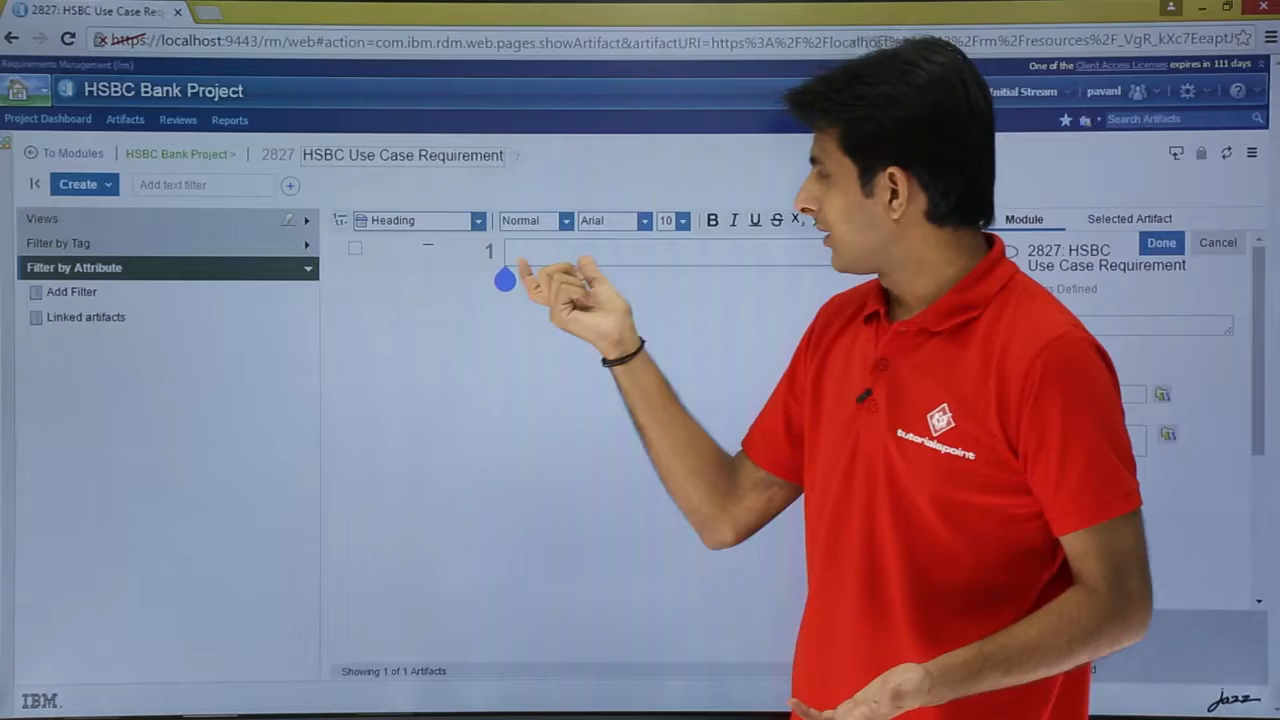 2827: HSBC Use Case Req
https://localhost:9443/rm/web#action=com.ibm.rdm.web.pages.showArtifact&artifactURI=https%3A%2F%2Flocalhost
%2Frm%2Fresources%2F_VgR_kXc7EeaptU
Requirements Management (/rm)
One of the Client Access Licenses expires in 111 days
HSBC Bank Project
Initial Stream
pavanl
Project Dashboard Artifacts Reviews Reports
Search Artifacts
To Modules HSBC Bank Project > 2827 HSBC Use Case Requirement
Create Add text filter
Views
Heading Normal Arial 10 B I U S X
Module Selected Artifact
Filter by Tag
1
Done Cancel
2827: HSBC
Use Case Requirement
Filter by Attribute
s Defined
Add Filter
Linked artifacts
tutorialspoint
Showing 1 of 1 Artifacts
IBM.
jazz